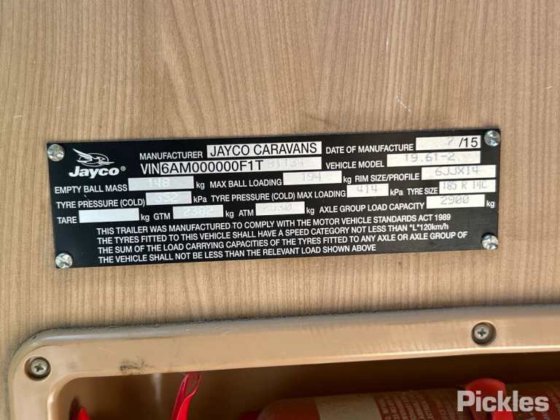 Jayco
MANUFACTURER JAYCO CARAVANS DATE OF MANUFACTURE /15
VIN 6AM000000F1T VEHICLE MODEL 19.61-2
EMPTY BALL MASS kg MAX BALL LOADING 194 kg RIM SIZE/PROFILE 6JJX14
TYRE PRESSURE (COLD) kPa TYRE PRESSURE (COLD) MAX LOADING 414 kPa TYRE SIZE 185 R 14C
TARE kg GTM kg ATM kg AXLE GROUP LOAD CAPACITY 2900 kg
THIS TRAILER WAS MANUFACTURED TO COMPLY WITH THE MOTOR VEHICLE STANDARDS ACT 1989
THE TYRES FITTED TO THIS VEHICLE SHALL HAVE A SPEED CATEGORY NOT LESS THAN "L" 120km/h
THE SUM OF THE LOAD CARRYING CAPACITIES OF THE TYRES FITTED TO ANY AXLE OR AXLE GROUP OF
THE VEHICLE SHALL NOT BE LESS THAN THE RELEVANT LOAD SHOWN ABOVE
Pickles